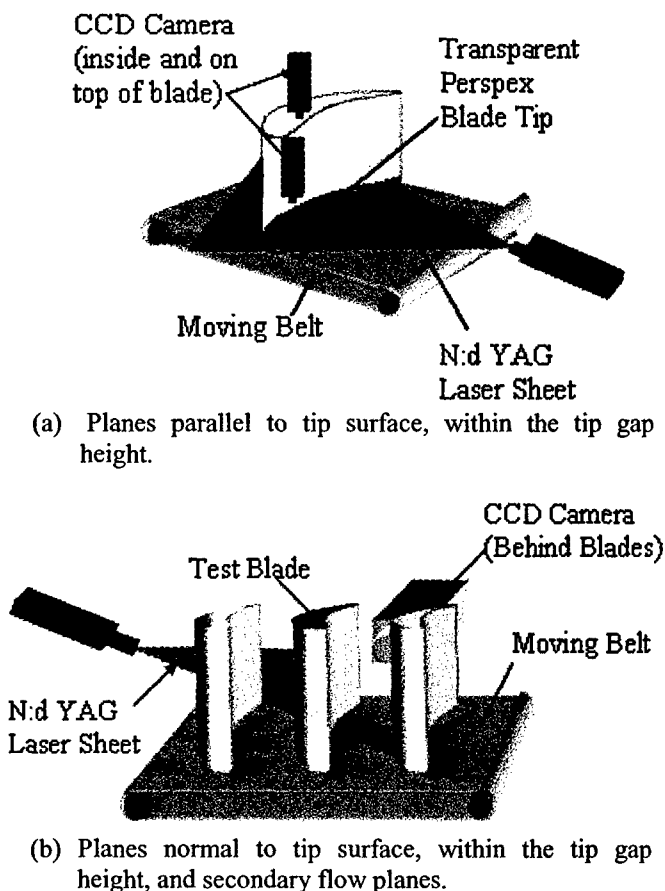 CCD Camera
(inside and on
top of blade)
Transparent
Perspex
Blade Tip
Moving Belt
N:d YAG
Laser Sheet
(a) Planes parallel to tip surface, within the tip gap
height.
CCD Camera
(Behind Blades)
Test Blade
Moving Belt
N:d YAG
Laser Sheet
(b) Planes normal to tip surface, within the tip gap
height, and secondary flow planes.